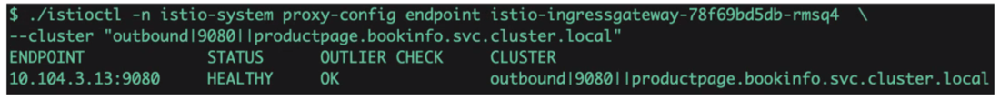 $ ./istioctl -n istio-system proxy-config endpoint istio-ingressgateway-78f69bd5db-rmsq4  \
--cluster "outbound|9080||productpage.bookinfo.svc.cluster.local"
ENDPOINT             STATUS      OUTLIER CHECK     CLUSTER
10.104.3.13:9080     HEALTHY     OK                outbound|9080||productpage.bookinfo.svc.cluster.local